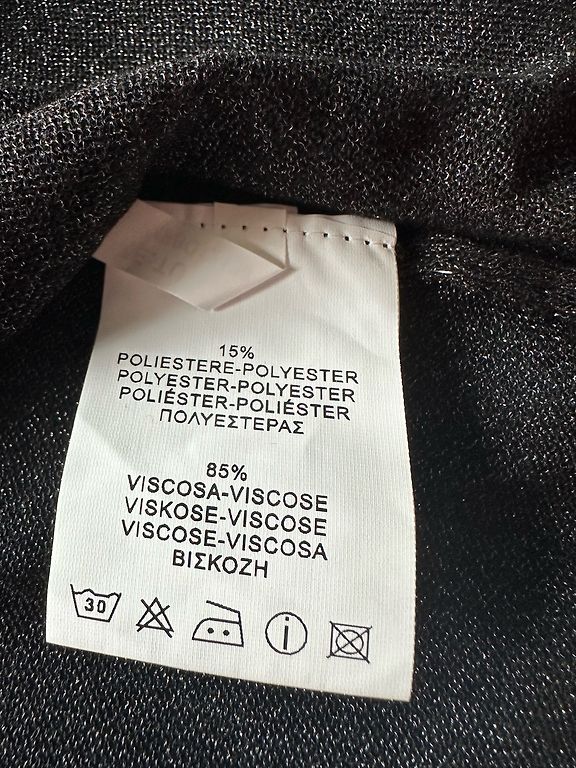 15%
POLIESTERE-POLYESTER
POLYESTER-POLYESTER
POLIÉSTER-POLIÉSTER
ΠΟΛΥΕΣΤΕΡΑΣ
85%
VISCOSA-VISCOSE
VISKOSE-VISCOSE
VISCOSE-VISCOSA
ΒΙΣΚΟΖΗ
30